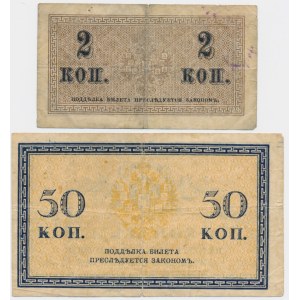 2 2
КОП. КОП.
ПОДДѢЛКА БИЛЕТА ПРЕСЛѢДУЕТСЯ ЗАКОНОМЪ.
50 50
КОП. КОП.
ПОДДѢЛКА БИЛЕТА
ПРЕСЛѢДУЕТСЯ ЗАКОНОМЪ.